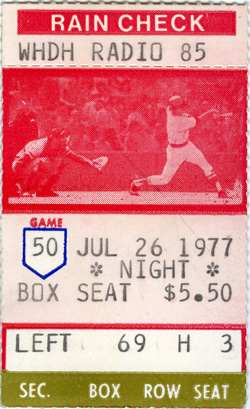 RAIN CHECK
WHDH RADIO 85
GAME
50 JUL 26 1977
* NIGHT *
BOX SEAT $5.50
LEFT 69 H 3
SEC. BOX ROW SEAT